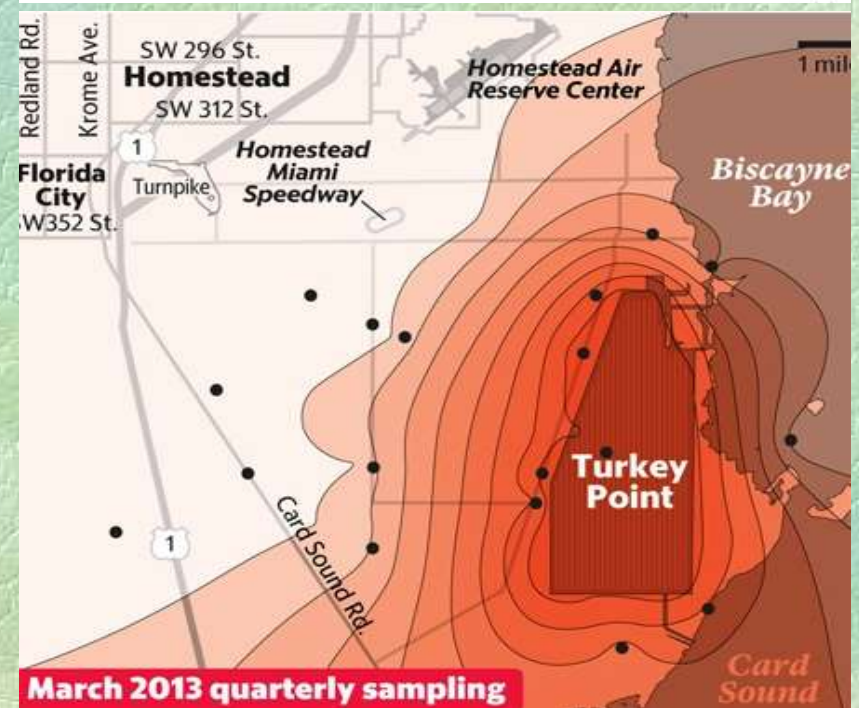 Redland Rd.
Krome Ave.
SW 296 St.
Homestead
SW 312 St.
Homestead Air
Reserve Center
1
Biscayne
Bay
1
Florida
City
Turnpike
Homestead
Miami
Speedway
SW352 St.
Turkey
Point
Card Sound Rd.
1
Card
Sound
March 2013 quarterly sampling